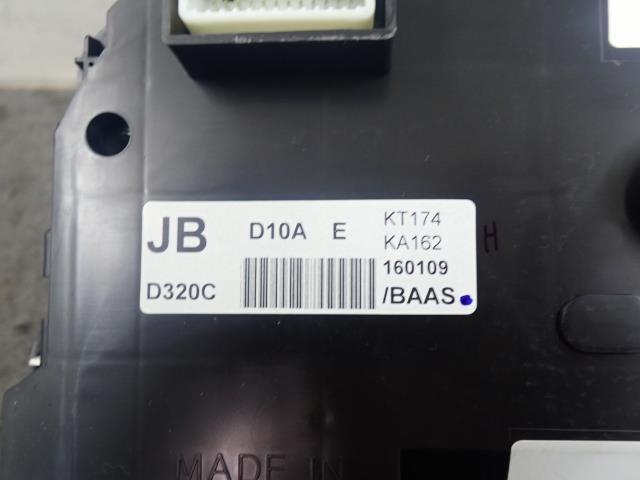 JB D10A E KT174
KA162
160109
D320C /BAAS
H
MADE IN